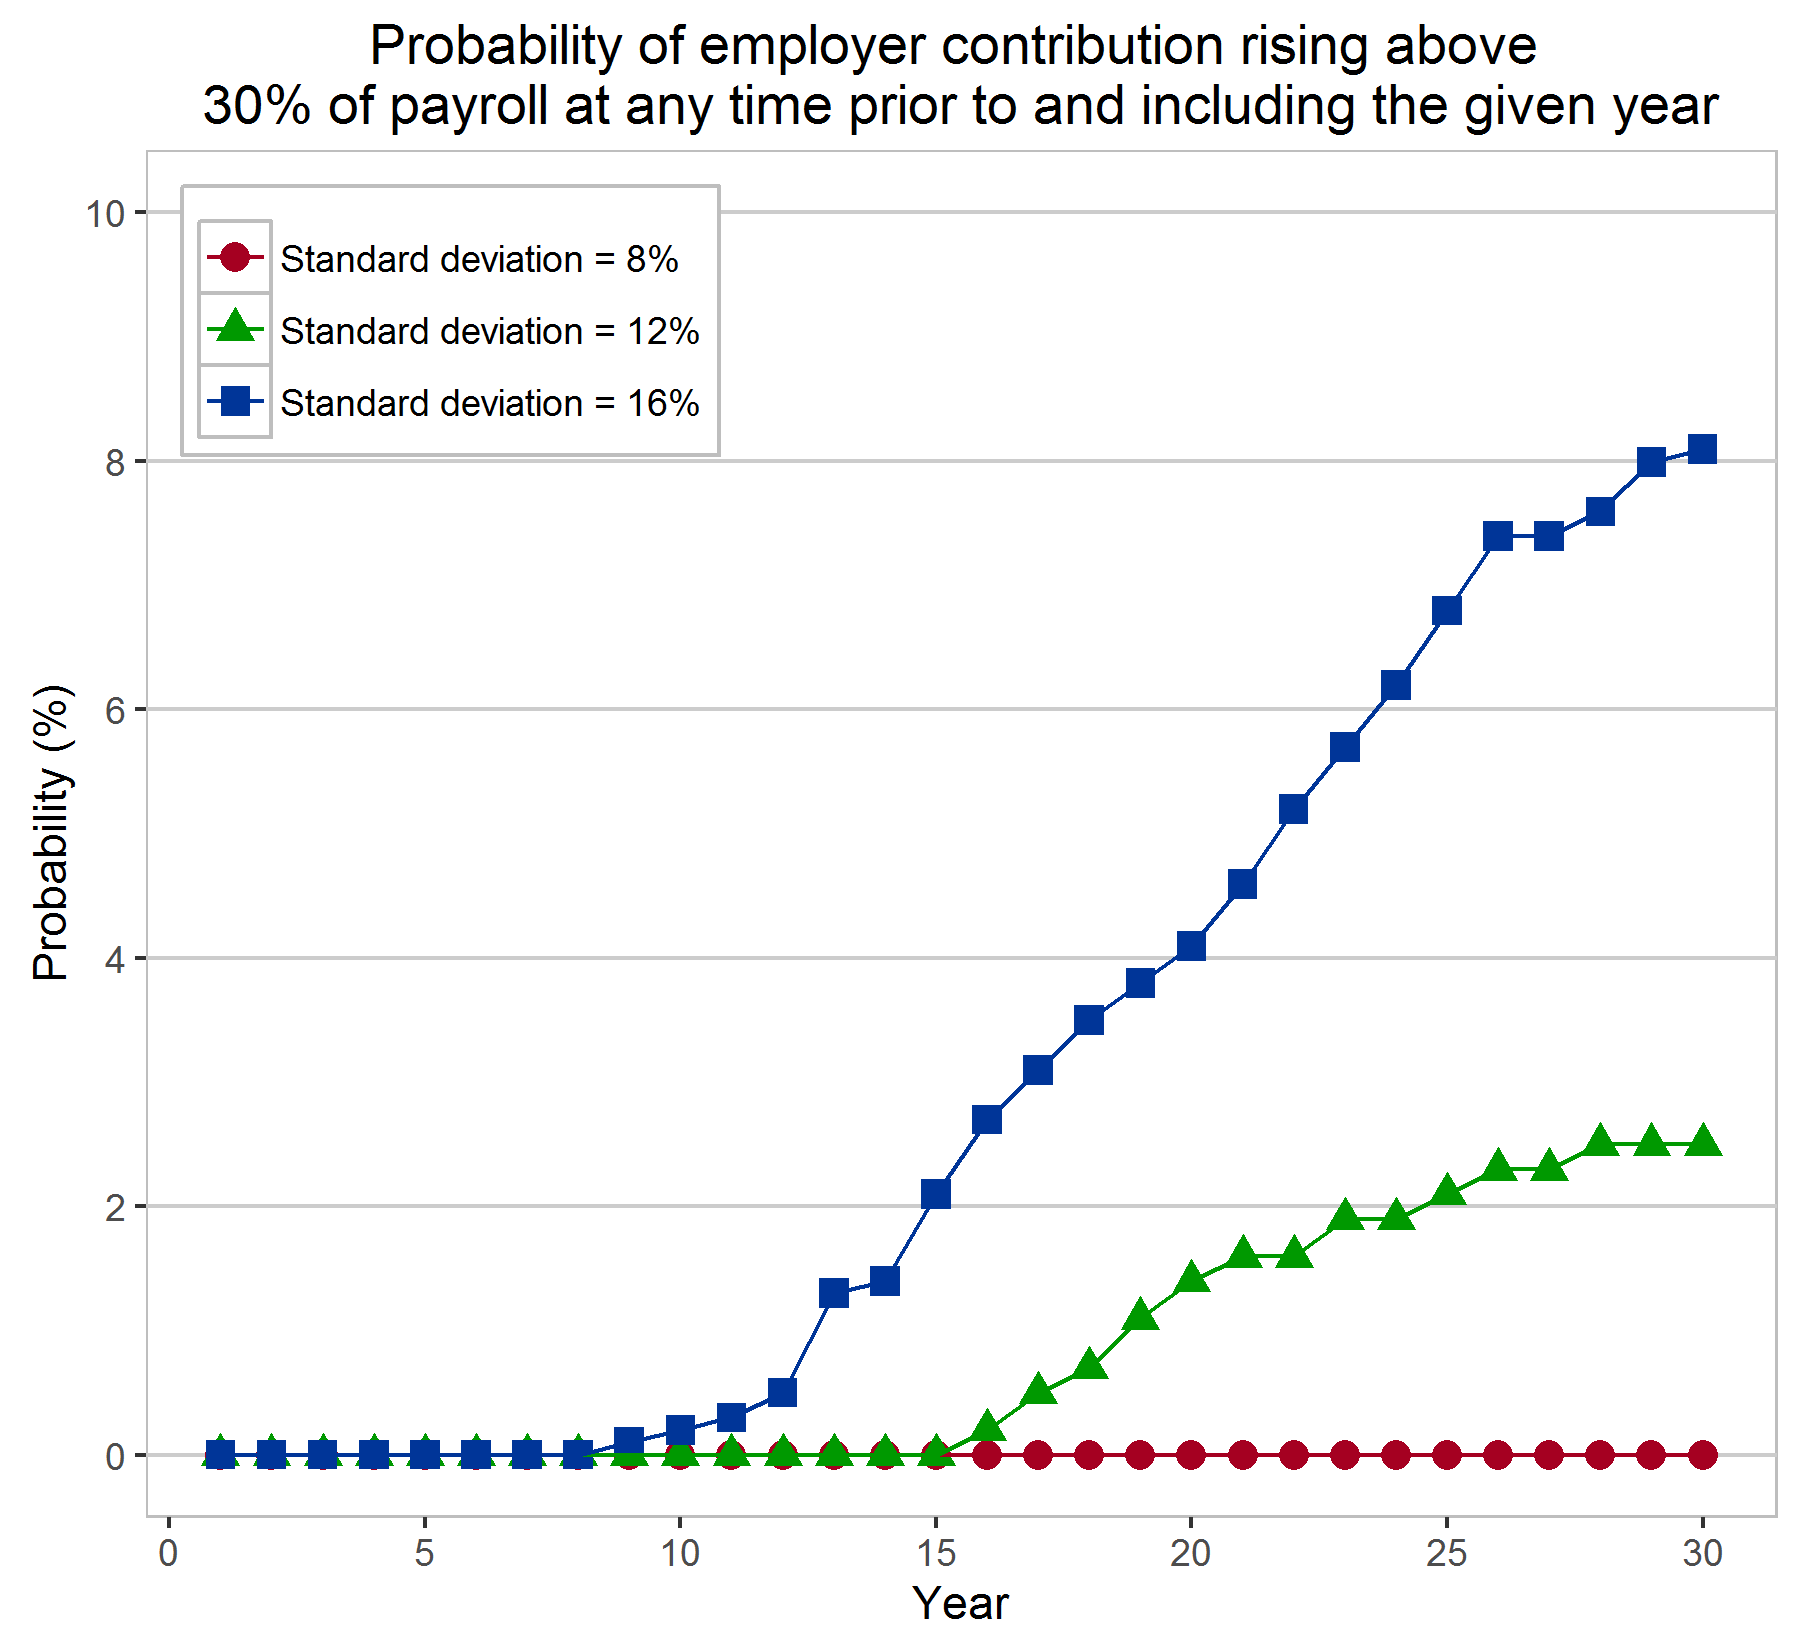 Probability of employer contribution rising above
30% of payroll at any time prior to and including the given year
10
8
6
4
2
0
Probability (%)
Standard deviation = 8%
Standard deviation = 12%
Standard deviation = 16%
0 5 10 15 20 25 30
Year